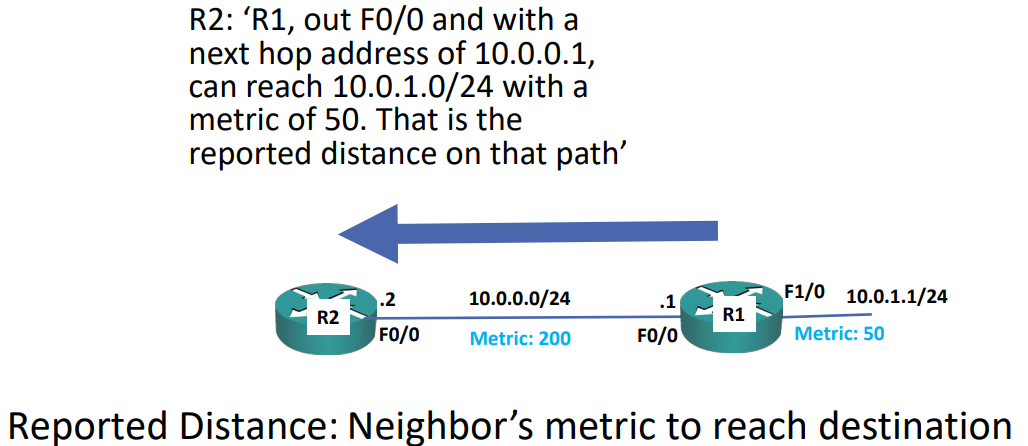 R2: ‘R1, out F0/0 and with a
next hop address of 10.0.0.1,
can reach 10.0.1.0/24 with a
metric of 50. That is the
reported distance on that path’
R2
.2
F0/0
10.0.0.0/24
Metric: 200
.1
F0/0
R1
F1/0
10.0.1.1/24
Metric: 50
Reported Distance: Neighbor’s metric to reach destination